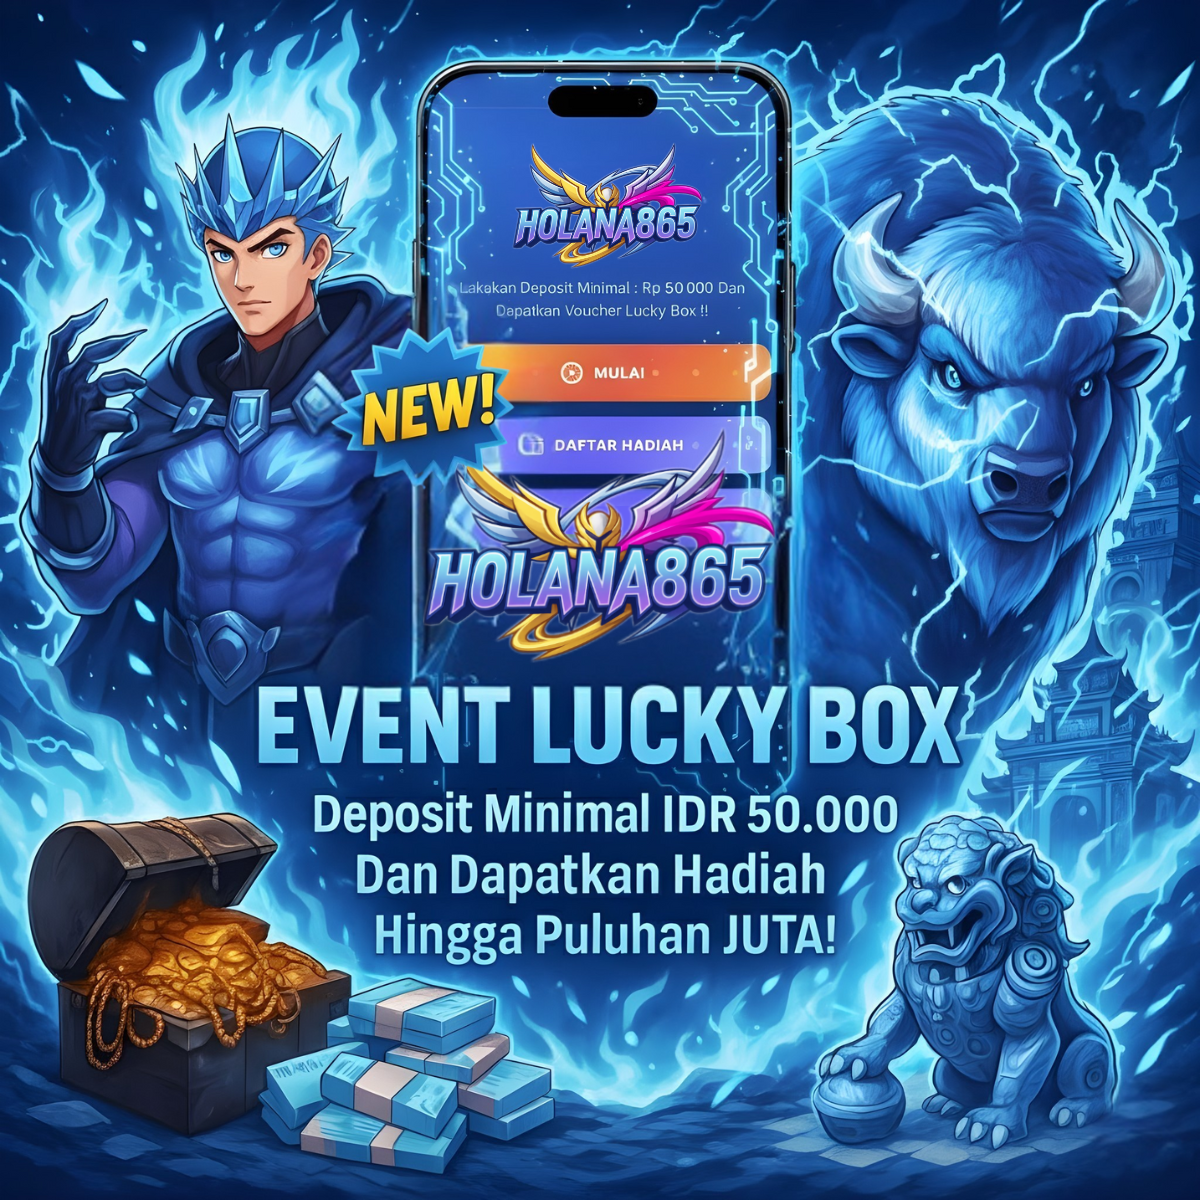 HOLANA865
Lakakan Deposit Minimal : Rp 50 000 Dan
Dapatkan Voucher Lucky Box !!
MULAI
NEW!
DAFTAR HADIAH
HOLANA865
EVENT LUCKY BOX
Deposit Minimal IDR 50.000
Dan Dapatkan Hadiah
Hingga Puluhan JUTA!